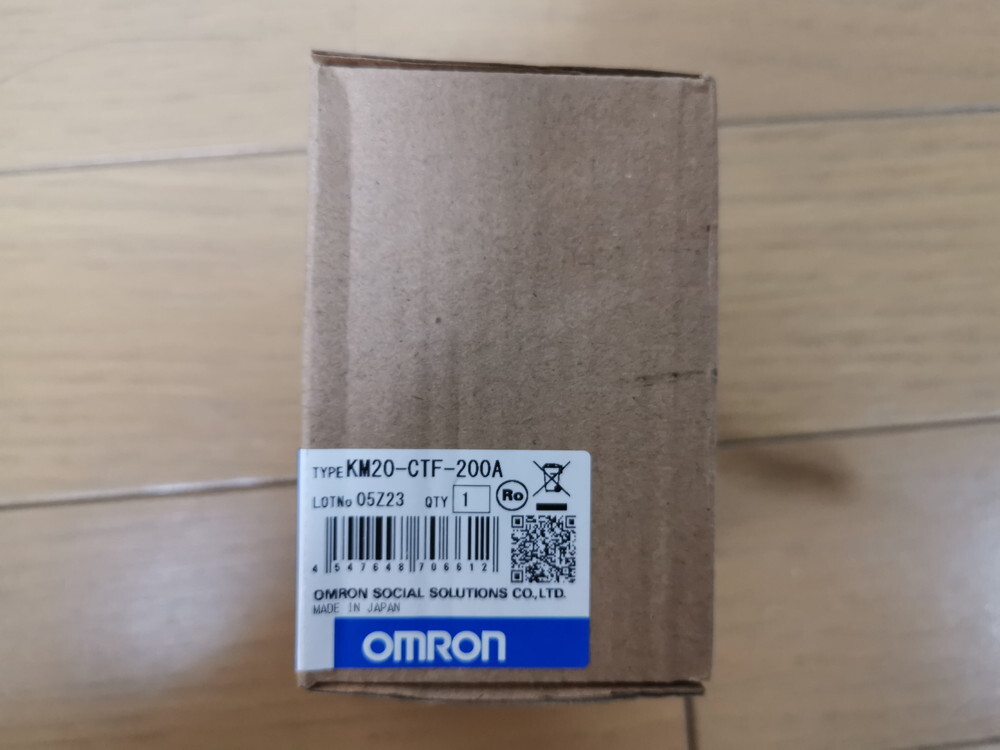 TYPE KM20-CTF-200A
LOTNo 05Z23 QTY 1 Ro
4 547648 706612
OMRON SOCIAL SOLUTIONS CO.,LTD.
MADE IN JAPAN
OMRON